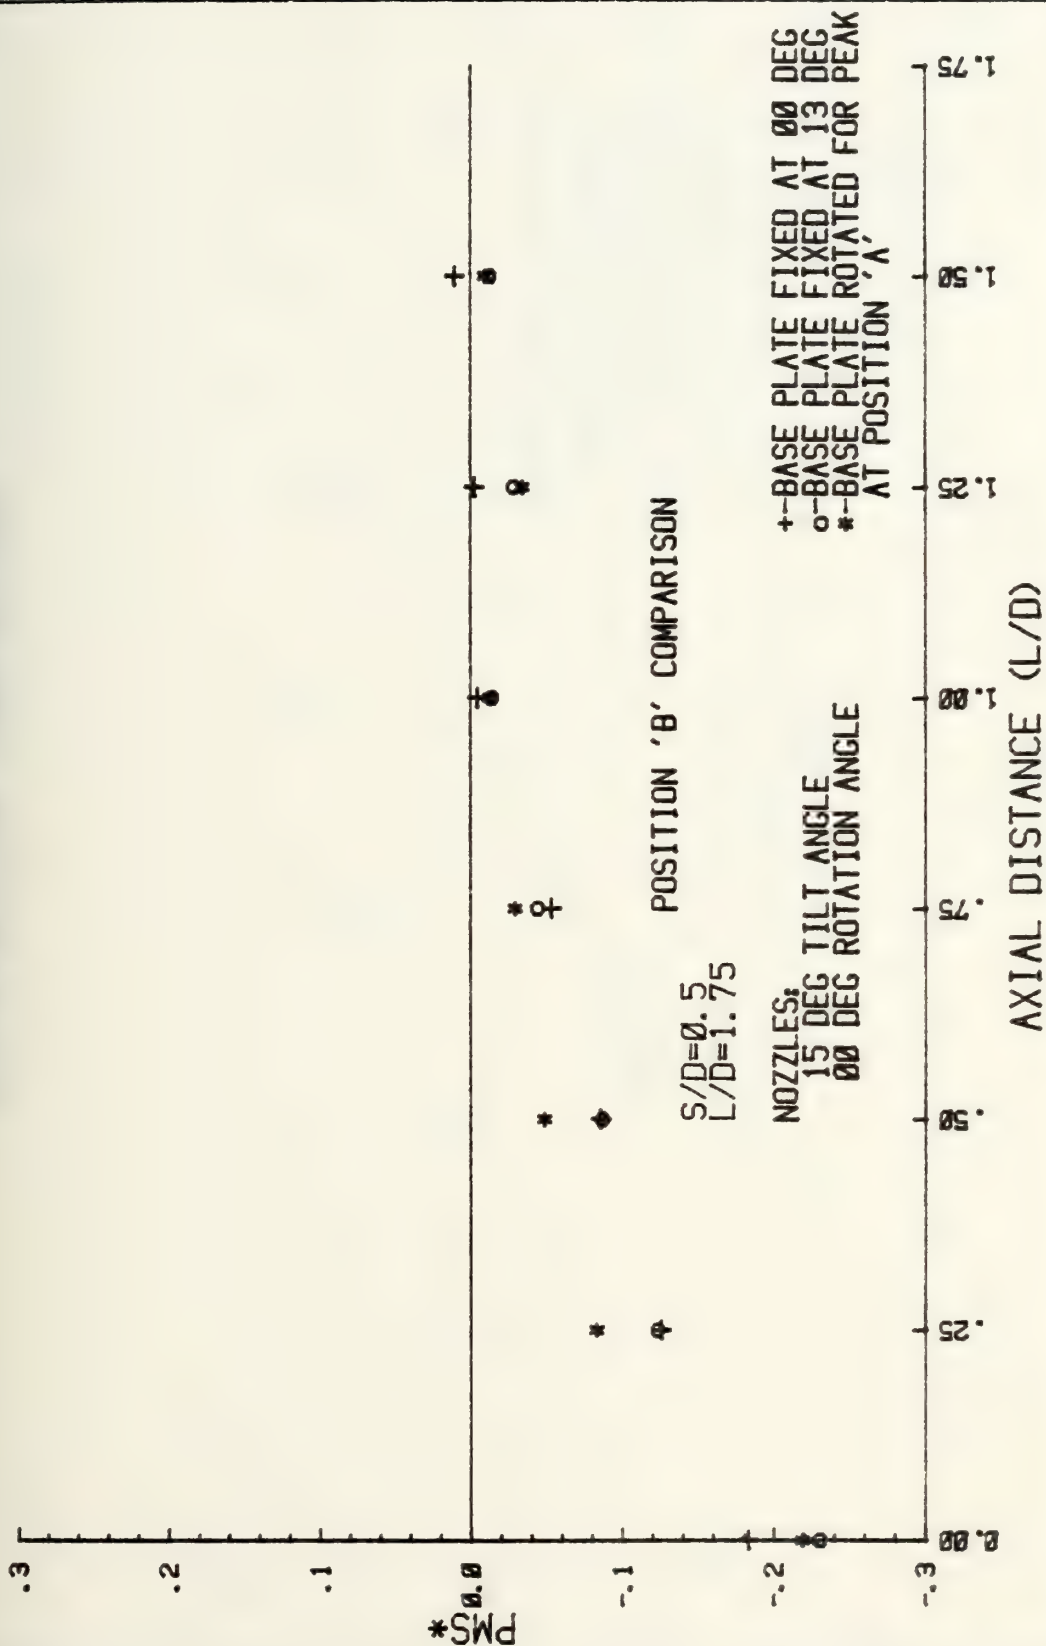 PMS*
.3
.2
.1
0.0
-.1
-.2
-.3
POSITION 'B' COMPARISON
S/D=0.5
L/D=1.75
NOZZLES:
15 DEG TILT ANGLE
00 DEG ROTATION ANGLE
+-BASE PLATE FIXED AT 00 DEG
o-BASE PLATE FIXED AT 13 DEG
*-BASE PLATE ROTATED FOR PEAK
AT POSITION 'A'
0.00 .25 .50 .75 1.00 1.25 1.50 1.75
AXIAL DISTANCE (L/D)